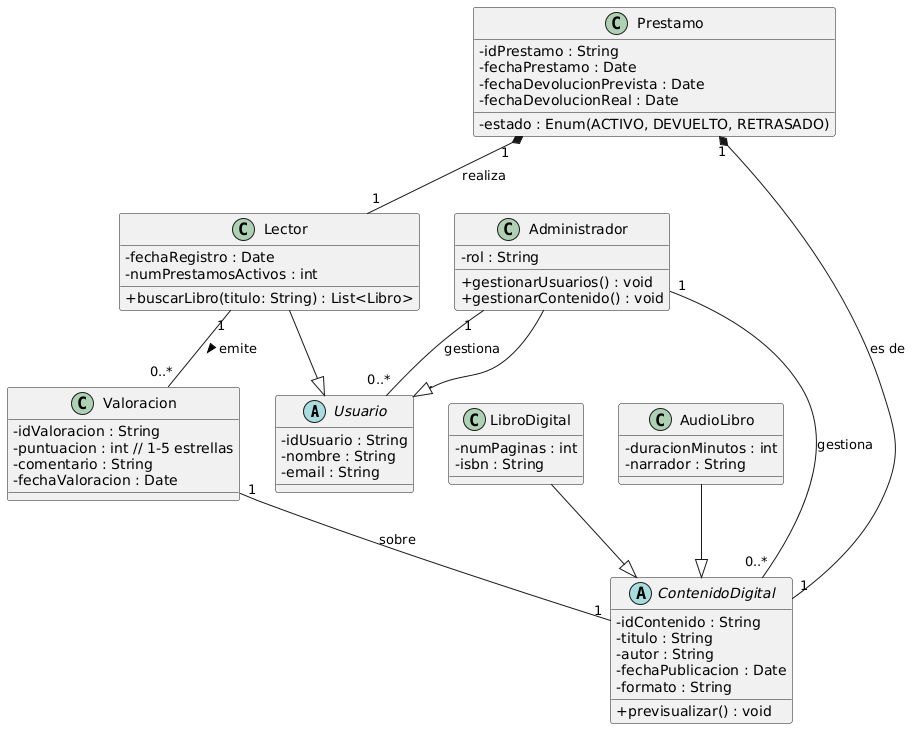 C Prestamo
-idPrestamo : String
-fechaPrestamo : Date
-fechaDevolucionPrevista : Date
-fechaDevolucionReal : Date
-estado : Enum(ACTIVO, DEVUELTO, RETRASADO)
1
1
realiza
1
C Lector
-fechaRegistro : Date
-numPrestamosActivos : int
+buscarLibro(titulo: String) : List<Libro>
C Administrador
-rol : String
+gestionarUsuarios() : void
+gestionarContenido() : void
1
1
1
emite
gestiona
es de
0..*
0..*
C Valoracion
-idValoracion : String
-puntuacion : int // 1-5 estrellas
-comentario : String
-fechaValoracion : Date
A Usuario
-idUsuario : String
-nombre : String
-email : String
C LibroDigital
-numPaginas : int
-isbn : String
C AudioLibro
-duracionMinutos : int
-narrador : String
gestiona
1
sobre
0..*
1
1
A ContenidoDigital
-idContenido : String
-titulo : String
-autor : String
-fechaPublicacion : Date
-formato : String
+previsualizar() : void